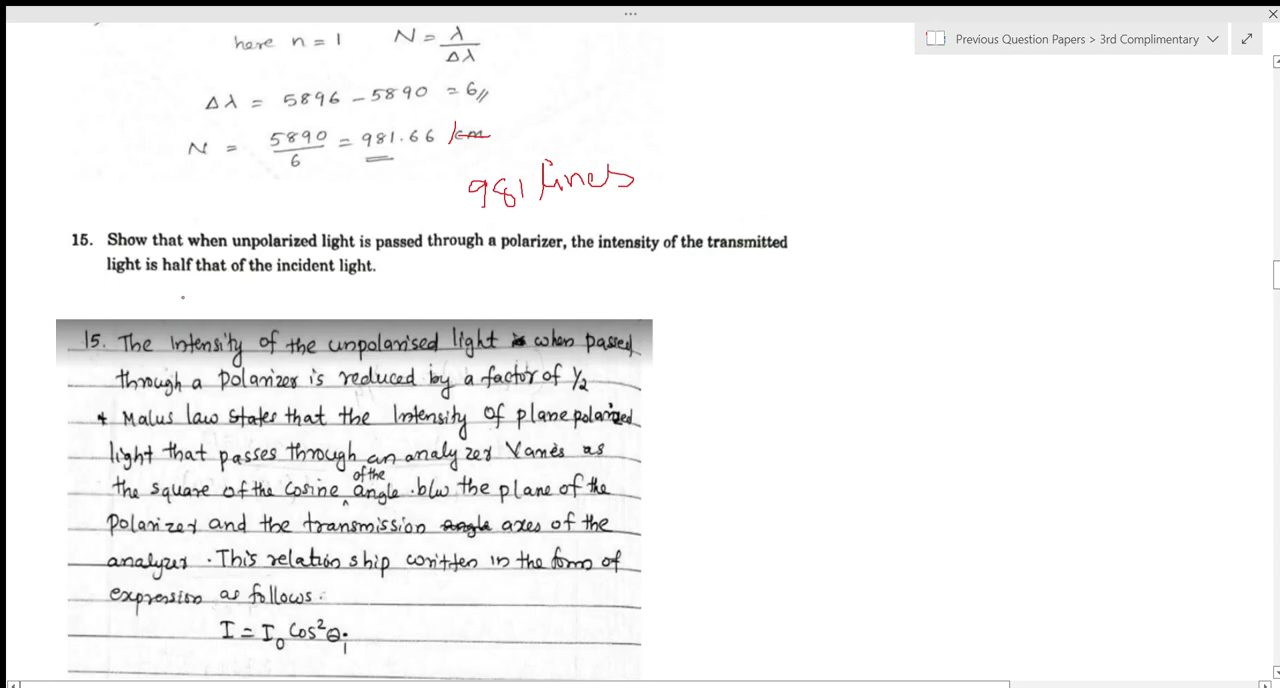 Previous Question Papers > 3rd Complimentary
here n = 1 N = λ/Δλ
Δλ = 5896 - 5890 = 6//
N = 5890/6 = 981.66 /cm
981 lines
15. Show that when unpolarized light is passed through a polarizer, the intensity of the transmitted
light is half that of the incident light.
15. The Intensity of the unpolarised light is when passed
through a polarizer is reduced by a factor of 1/2
* Malus law states that the Intensity of plane polarized
light that passes through an analyzer Varies as
the square of the cosine of the angle b/w the plane of the
polarizer and the transmission angle axes of the
analyzer. This relation ship written in the form of
expression as follows:
I = I₀ Cos²θ;